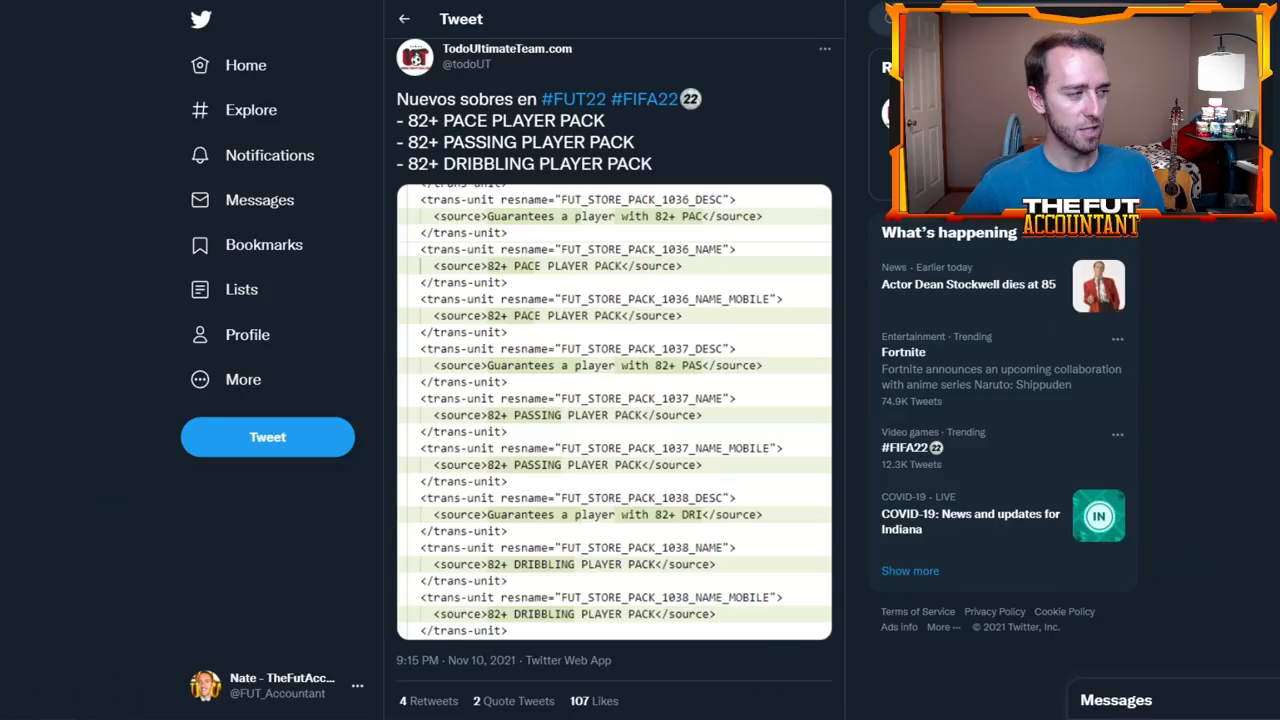 Home
Explore
Notifications
Messages
Bookmarks
Lists
Profile
More
Tweet
Nate - TheFutAcc...
@FUT_Accountant
Tweet
TodoUltimateTeam.com
@todoUT
Nuevos sobres en #FUT22 #FIFA22
- 82+ PACE PLAYER PACK
- 82+ PASSING PLAYER PACK
- 82+ DRIBBLING PLAYER PACK
<trans-unit resname="FUT_STORE_PACK_1036_DESC">
<source>Guarantees a player with 82+ PAC</source>
</trans-unit>
<trans-unit resname="FUT_STORE_PACK_1036_NAME">
<source>82+ PACE PLAYER PACK</source>
</trans-unit>
<trans-unit resname="FUT_STORE_PACK_1036_NAME_MOBILE">
<source>82+ PACE PLAYER PACK</source>
</trans-unit>
<trans-unit resname="FUT_STORE_PACK_1037_DESC">
<source>Guarantees a player with 82+ PAS</source>
</trans-unit>
<trans-unit resname="FUT_STORE_PACK_1037_NAME">
<source>82+ PASSING PLAYER PACK</source>
</trans-unit>
<trans-unit resname="FUT_STORE_PACK_1037_NAME_MOBILE">
<source>82+ PASSING PLAYER PACK</source>
</trans-unit>
<trans-unit resname="FUT_STORE_PACK_1038_DESC">
<source>Guarantees a player with 82+ DRI</source>
</trans-unit>
<trans-unit resname="FUT_STORE_PACK_1038_NAME">
<source>82+ DRIBBLING PLAYER PACK</source>
</trans-unit>
<trans-unit resname="FUT_STORE_PACK_1038_NAME_MOBILE">
<source>82+ DRIBBLING PLAYER PACK</source>
</trans-unit>
9:15 PM · Nov 10, 2021 · Twitter Web App
4 Retweets 2 Quote Tweets 107 Likes
THE FUT
ACCOUNTANT
What's happening
News · Earlier today
Actor Dean Stockwell dies at 85
Entertainment · Trending
Fortnite
Fortnite announces an upcoming collaboration
with anime series Naruto: Shippuden
74.9K Tweets
Video games · Trending
#FIFA22
12.3K Tweets
COVID-19 · LIVE
COVID-19: News and updates for
Indiana
IN
Show more
Terms of Service Privacy Policy Cookie Policy
Ads info More ··· © 2021 Twitter, Inc.
Messages